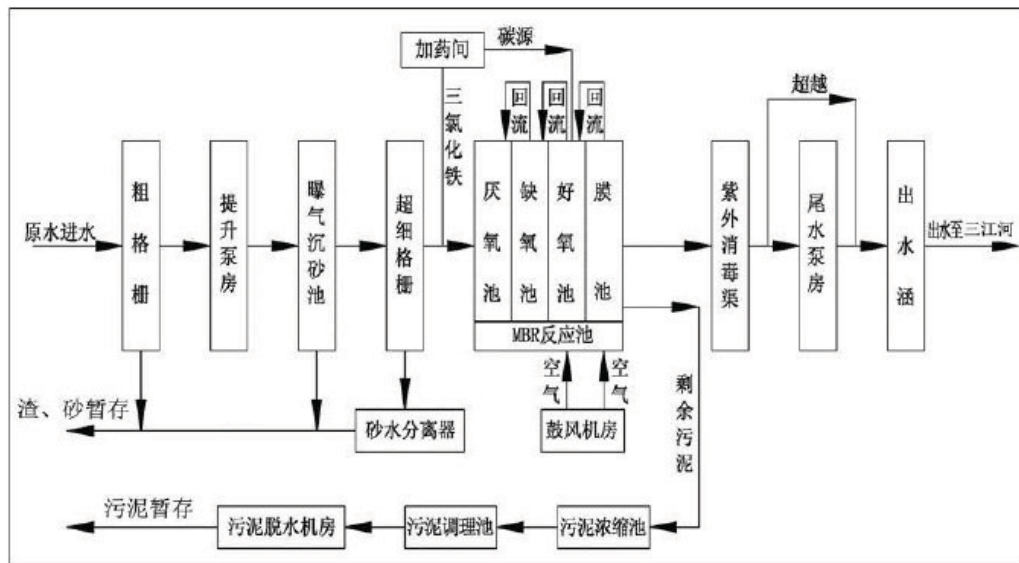 加药间
碳源
三氯化铁
回流
回流
回流
超越
原水进水
粗格栅
提升泵房
曝气沉砂池
超细格栅
厌氧池
缺氧池
好氧池
膜池
MBR反应池
紫外消毒渠
尾水泵房
出水涵
出水至三江河
空气
空气
剩余污泥
渣、砂暂存
砂水分离器
鼓风机房
污泥暂存
污泥脱水机房
污泥调理池
污泥浓缩池